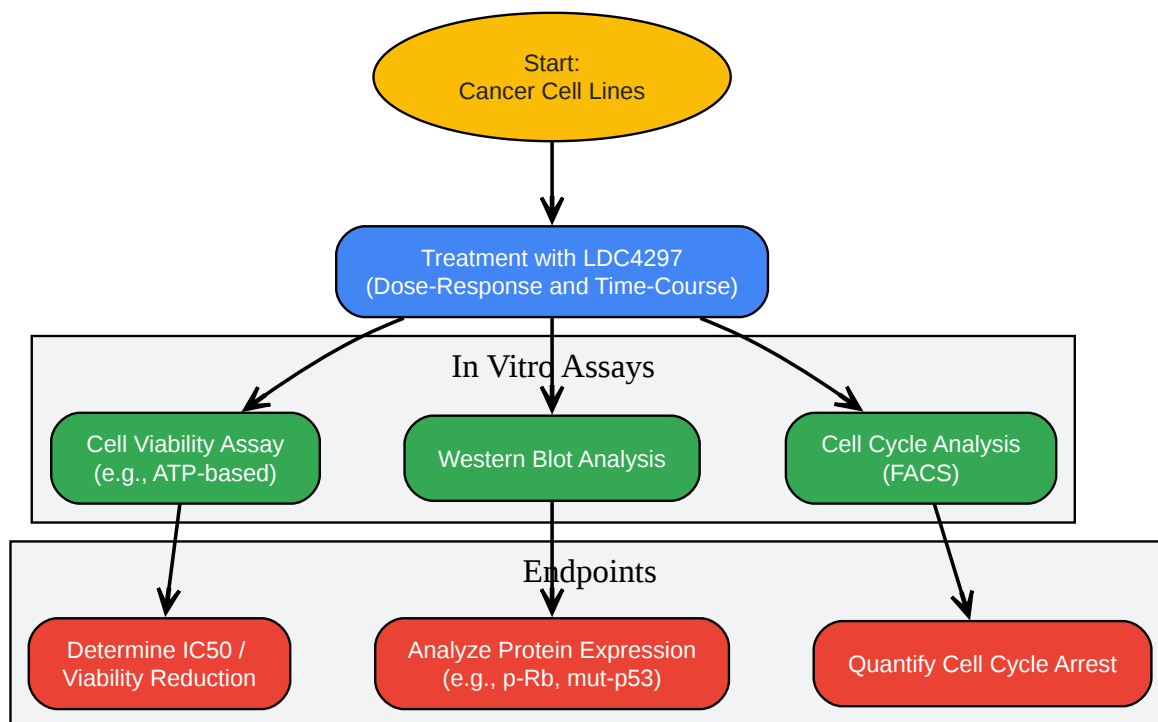 Start:
Cancer Cell Lines
Treatment with LDC4297
(Dose-Response and Time-Course)
In Vitro Assays
Cell Viability Assay
(e.g., ATP-based)
Western Blot Analysis
Cell Cycle Analysis
(FACS)
Endpoints
Determine IC50 /
Viability Reduction
Analyze Protein Expression
(e.g., p-Rb, mut-p53)
Quantify Cell Cycle Arrest